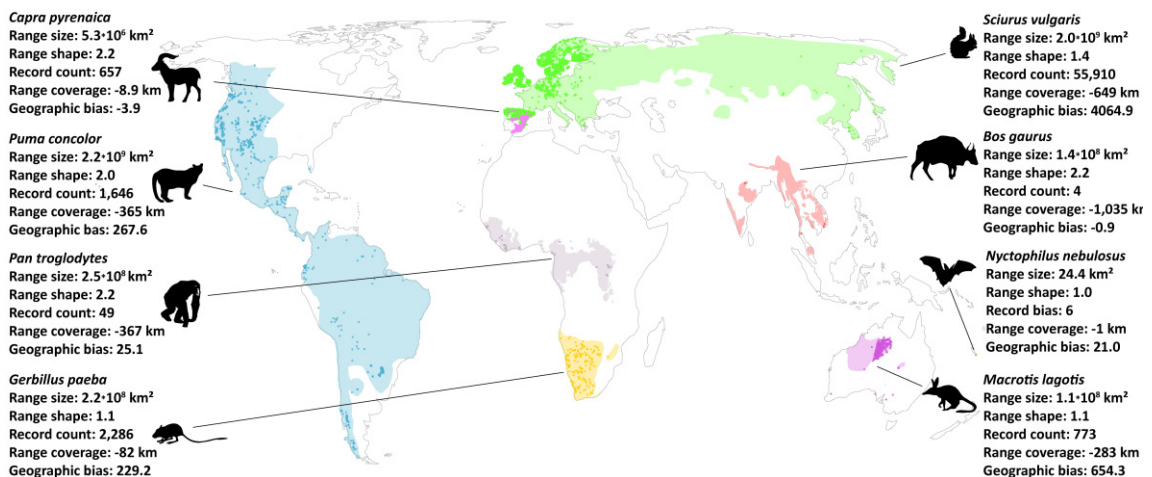 Capra pyrenaica
Range size: 5.3·10⁶ km²
Range shape: 2.2
Record count: 657
Range coverage: -8.9 km
Geographic bias: -3.9
Puma concolor
Range size: 2.2·10⁹ km²
Range shape: 2.0
Record count: 1,646
Range coverage: -365 km
Geographic bas: 267.6
Pan troglodytes
Range size: 2.5·10⁸ km²
Range shape: 2.2
Record count: 49
Range coverage: -367 km
Geographic bias: 25.1
Gerbillus paeba
Range size: 2.2·10⁸ km²
Range shape: 1.1
Record count: 2,286
Range coverage: -82 km
Geographic bias: 229.2
Sciurus vulgaris
Range size: 2.0·10⁹ km²
Range shape: 1.4
Record count: 55,910
Range coverage: -649 km
Geographic bias: 4064.9
Bos gaurus
Range size: 1.4·10⁸ km²
Range shape: 2.2
Record count: 4
Range coverage: -1,035 k
Geographic bias: -0.9
Nyctophilus nebulosus
Range size: 24.4 km²
Range shape: 1.0
Record bias: 6
Range coverage: -1 km
Geographic bias: 21.0
Macrotis lagotis
Range size: 1.1·10⁸ km²
Range shape: 1.1
Record count: 773
Range coverage: -283 km
Geographic bias: 654.3